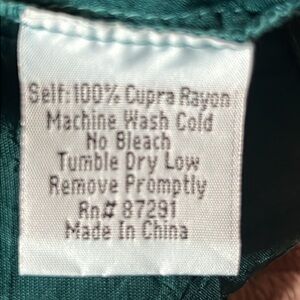 Self: 100% Cupra Rayon
Machine Wash Cold
No Bleach
Tumble Dry Low
Remove Promptly
Rn# 87291
Made In China